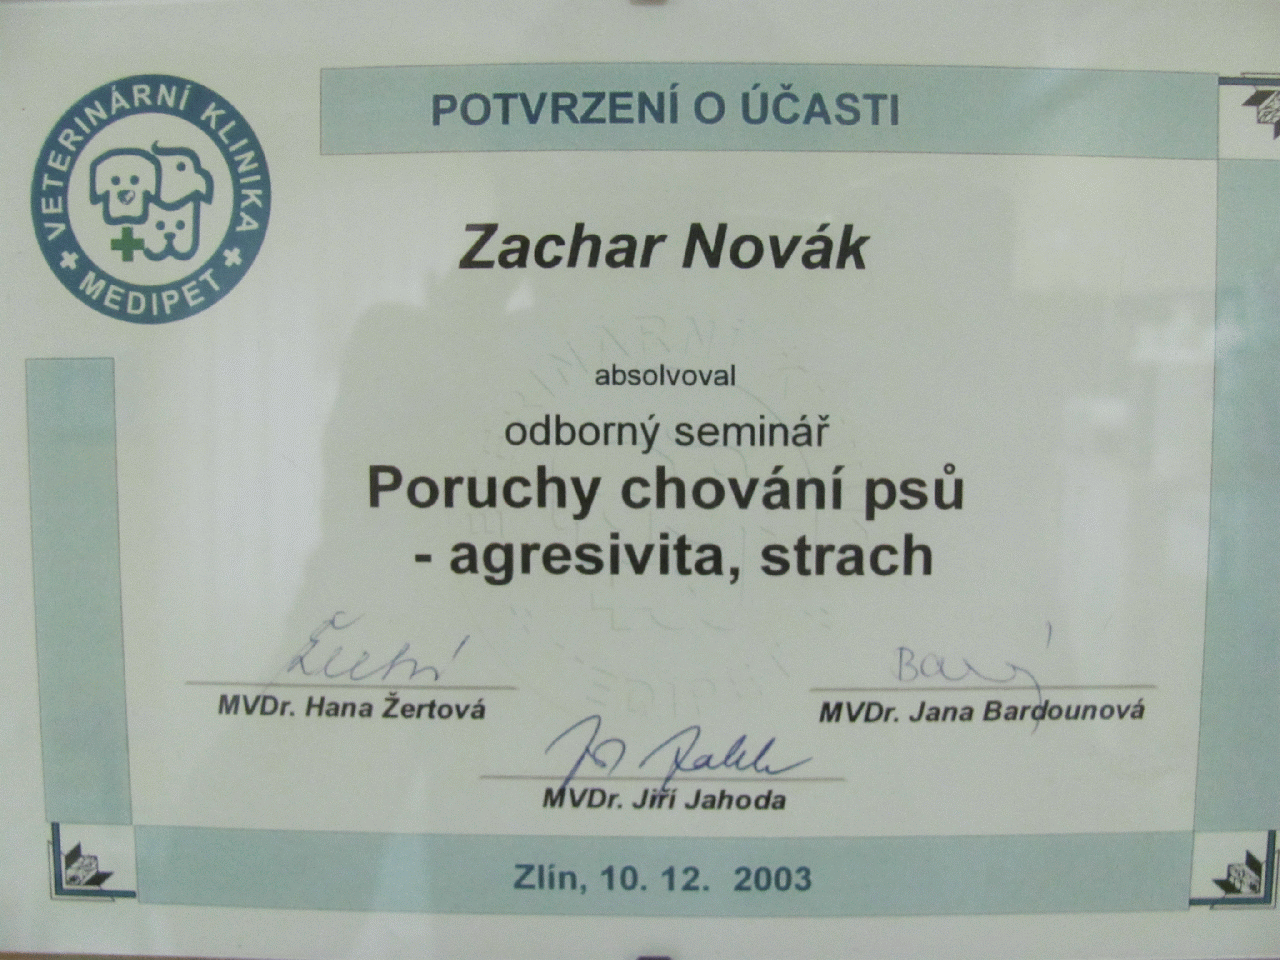 VETERINÁRNÍ KLINIKA
MEDIPET
POTVRZENÍ O ÚČASTI
Zachar Novák
absolvoval
odborný seminář
Poruchy chování psů
- agresivita, strach
MVDr. Hana Žertová
MVDr. Jana Bardounová
MVDr. Jiří Jahoda
Zlín, 10. 12. 2003